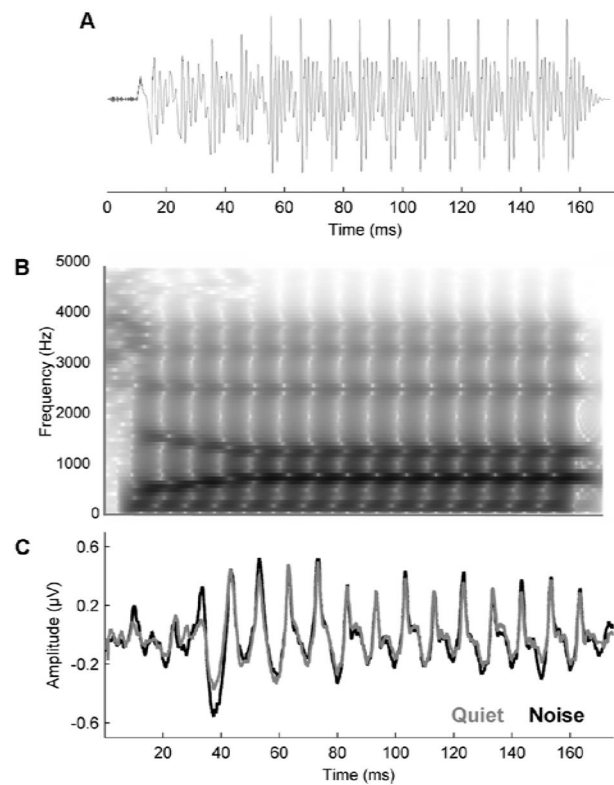 A
0 20 40 60 80 100 120 140 160
Time (ms)
B
5000
4000
3000
2000
1000
0
Frequency (Hz)
C
0.6
0.2
-0.2
-0.6
Amplitude (µV)
Quiet Noise
20 40 60 80 100 120 140 160
Time (ms)